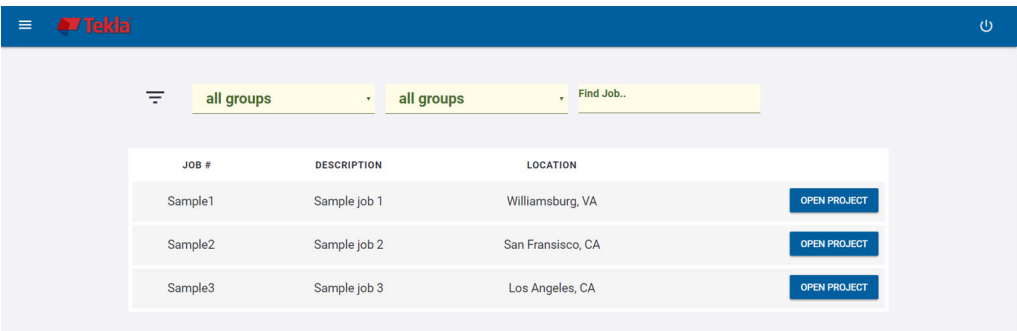 Tekla
all groups all groups Find Job..
JOB # DESCRIPTION LOCATION
Sample1 Sample job 1 Williamsburg, VA OPEN PROJECT
Sample2 Sample job 2 San Fransisco, CA OPEN PROJECT
Sample3 Sample job 3 Los Angeles, CA OPEN PROJECT